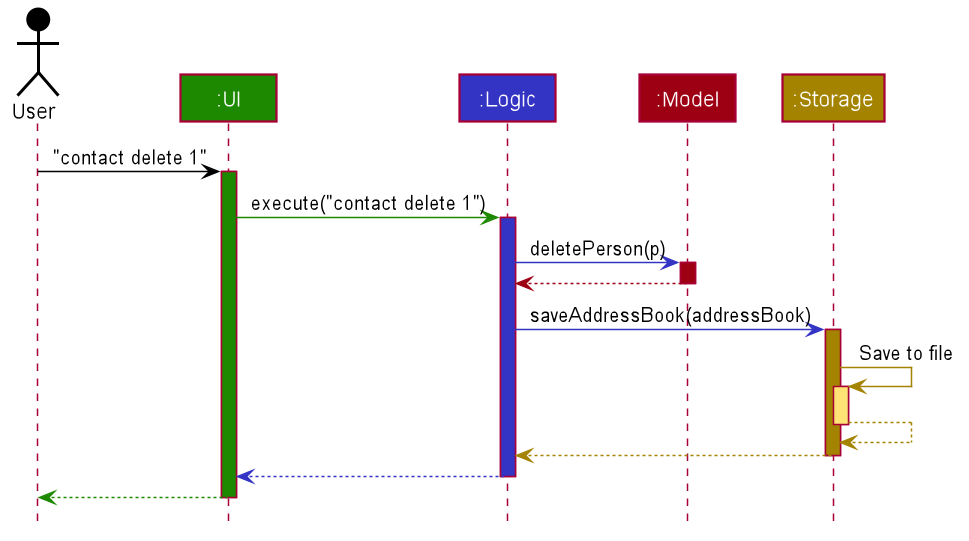 User
:UI
:Logic
:Model
:Storage
"contact delete 1"
execute("contact delete 1")
deletePerson(p)
saveAddressBook(addressBook)
Save to file